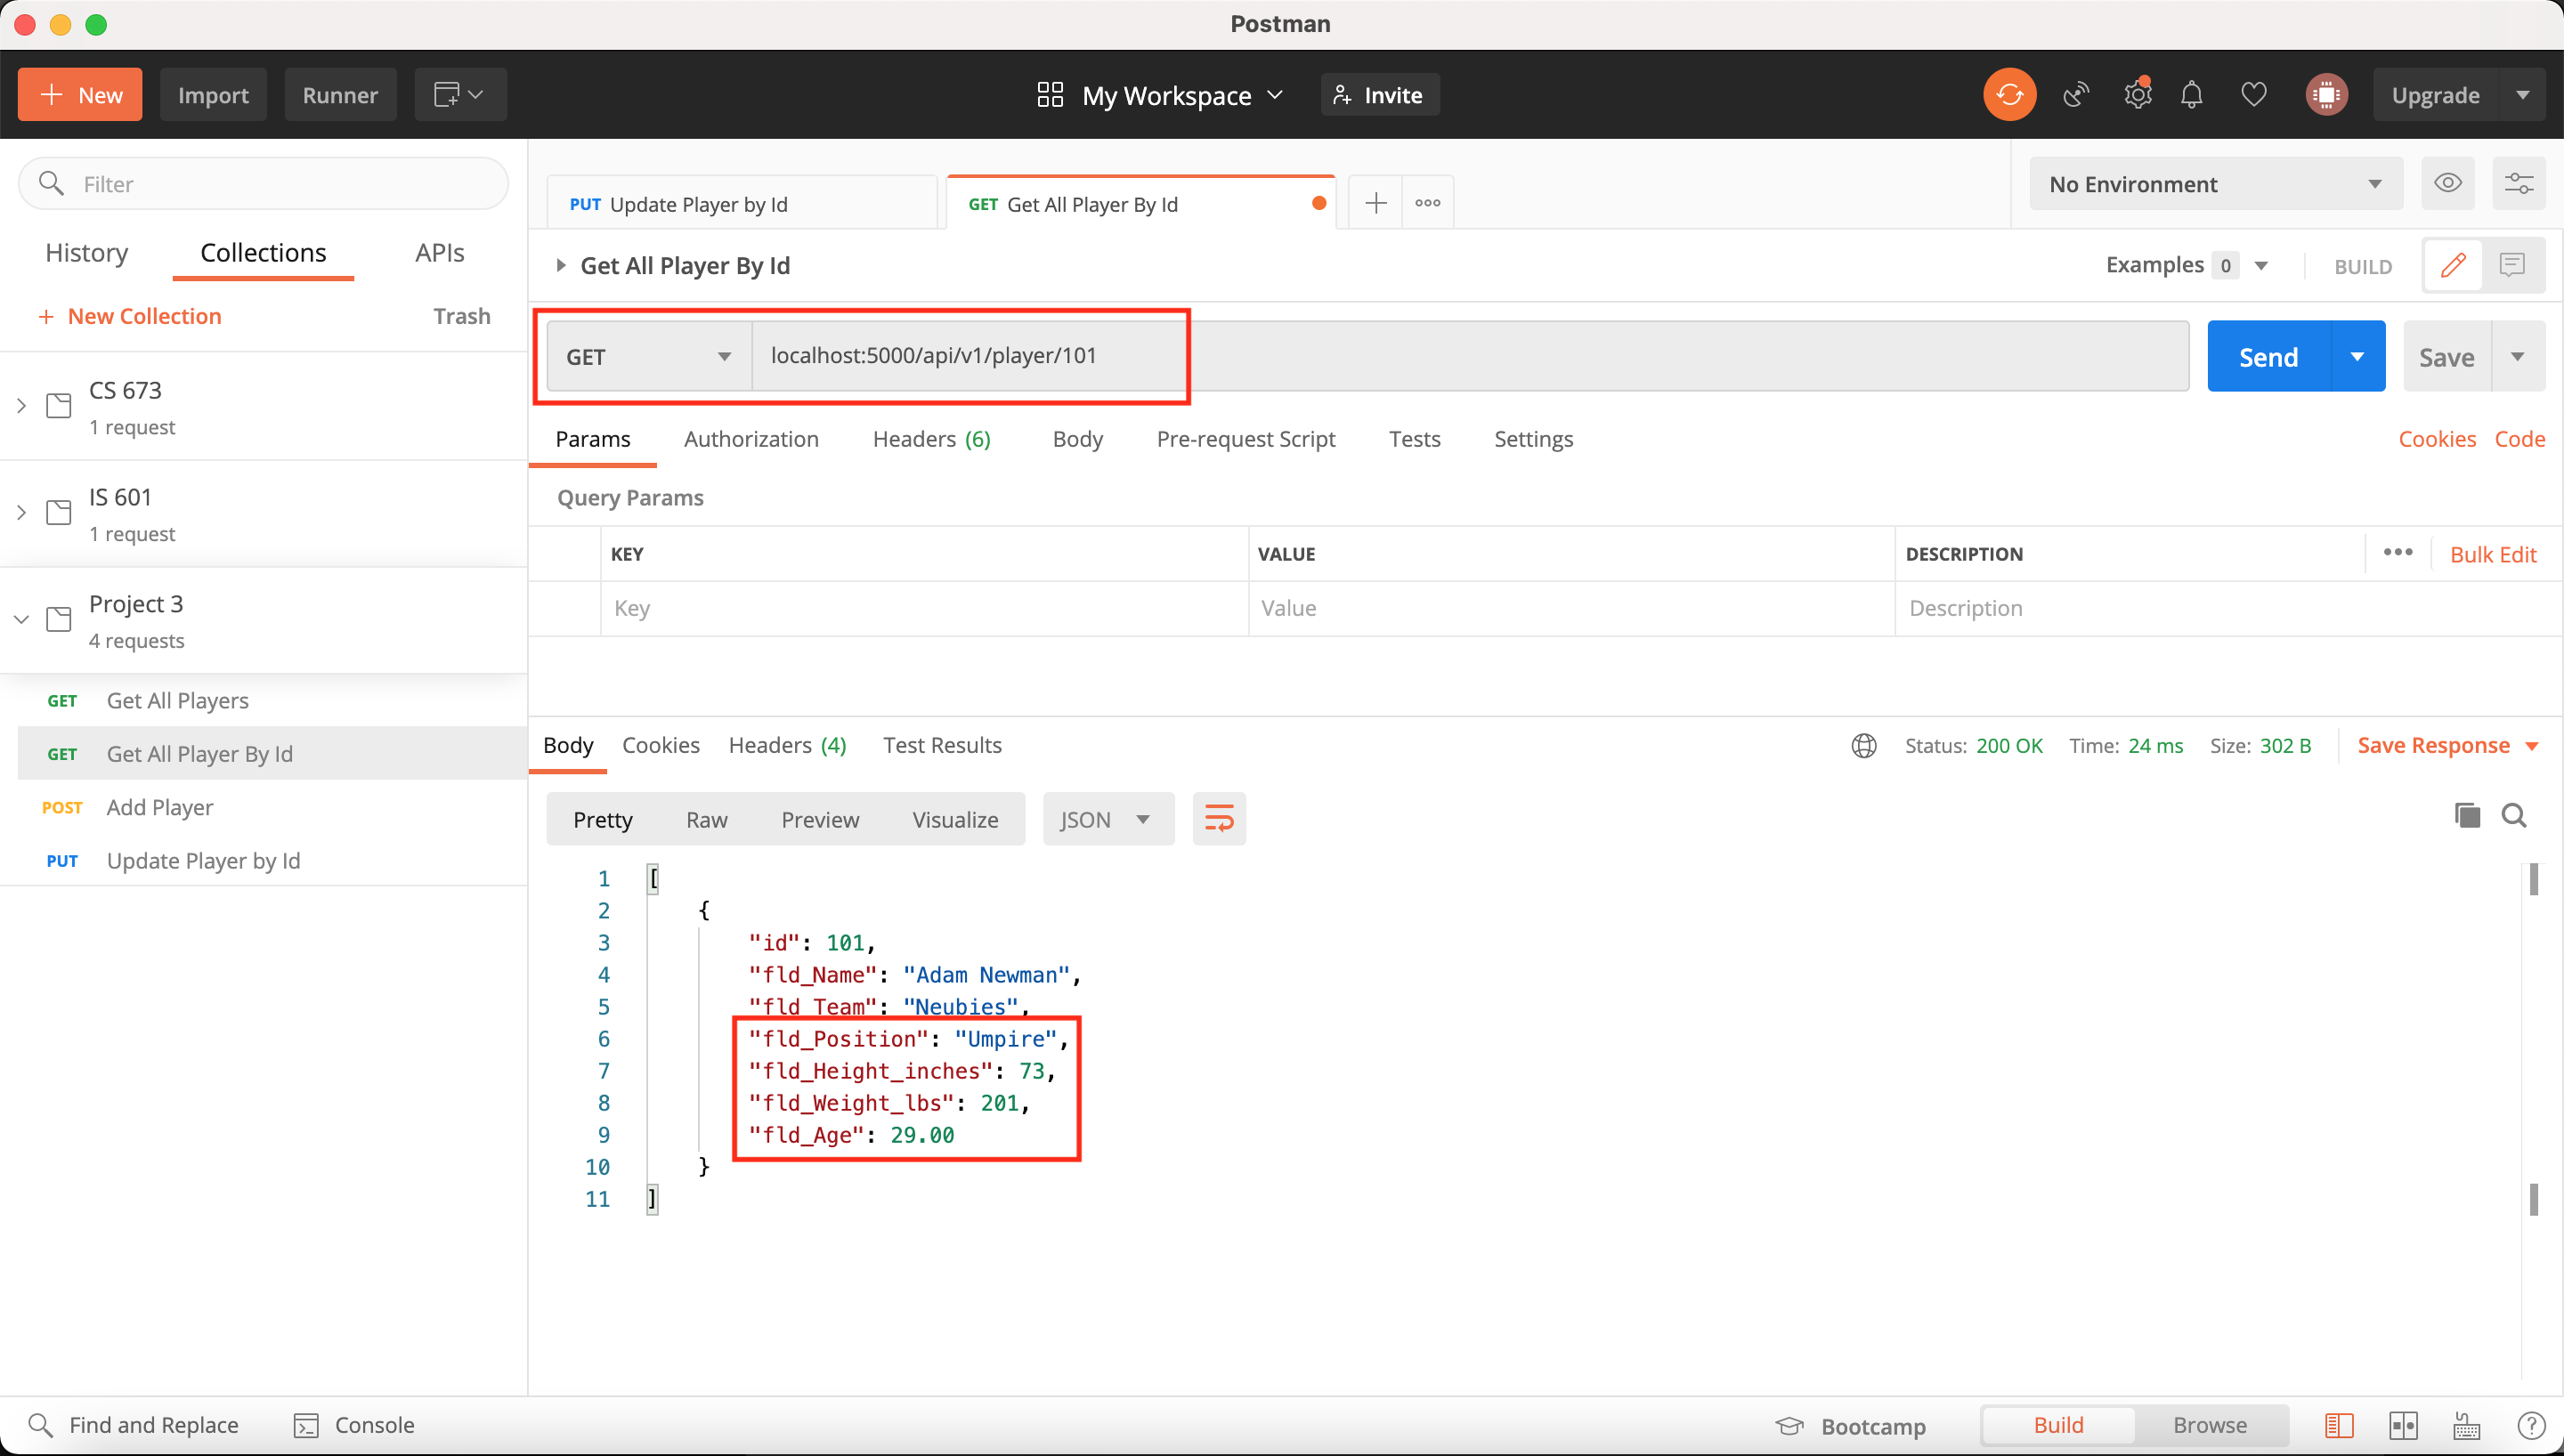 Postman
New
Import
Runner
My Workspace
Invite
Upgrade
Filter
History
Collections
APIs
+ New Collection
Trash
CS 673
1 request
IS 601
1 request
Project 3
4 requests
GET Get All Players
GET Get All Player By Id
POST Add Player
PUT Update Player by Id
PUT Update Player by Id
GET Get All Player By Id
No Environment
Get All Player By Id
Examples 0
BUILD
GET
localhost:5000/api/v1/player/101
Send
Save
Params
Authorization
Headers (6)
Body
Pre-request Script
Tests
Settings
Cookies
Code
Query Params
KEY
VALUE
DESCRIPTION
Bulk Edit
Key
Value
Description
Body
Cookies
Headers (4)
Test Results
Status: 200 OK
Time: 24 ms
Size: 302 B
Save Response
Pretty
Raw
Preview
Visualize
JSON
1 [
2 {
3 "id": 101,
4 "fld_Name": "Adam Newman",
5 "fld_Team": "Neubies",
6 "fld_Position": "Umpire",
7 "fld_Height_inches": 73,
8 "fld_Weight_lbs": 201,
9 "fld_Age": 29.00
10 }
11 ]
Find and Replace
Console
Bootcamp
Build
Browse